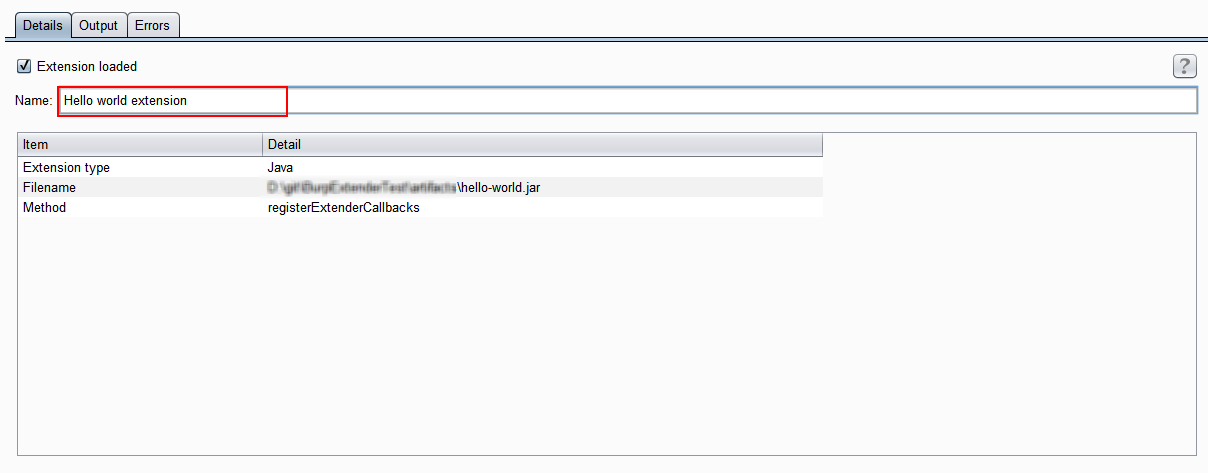 Details Output Errors
Extension loaded
?
Name: Hello world extension
Item Detail
Extension type Java
Filename \hello-world.jar
Method registerExtenderCallbacks